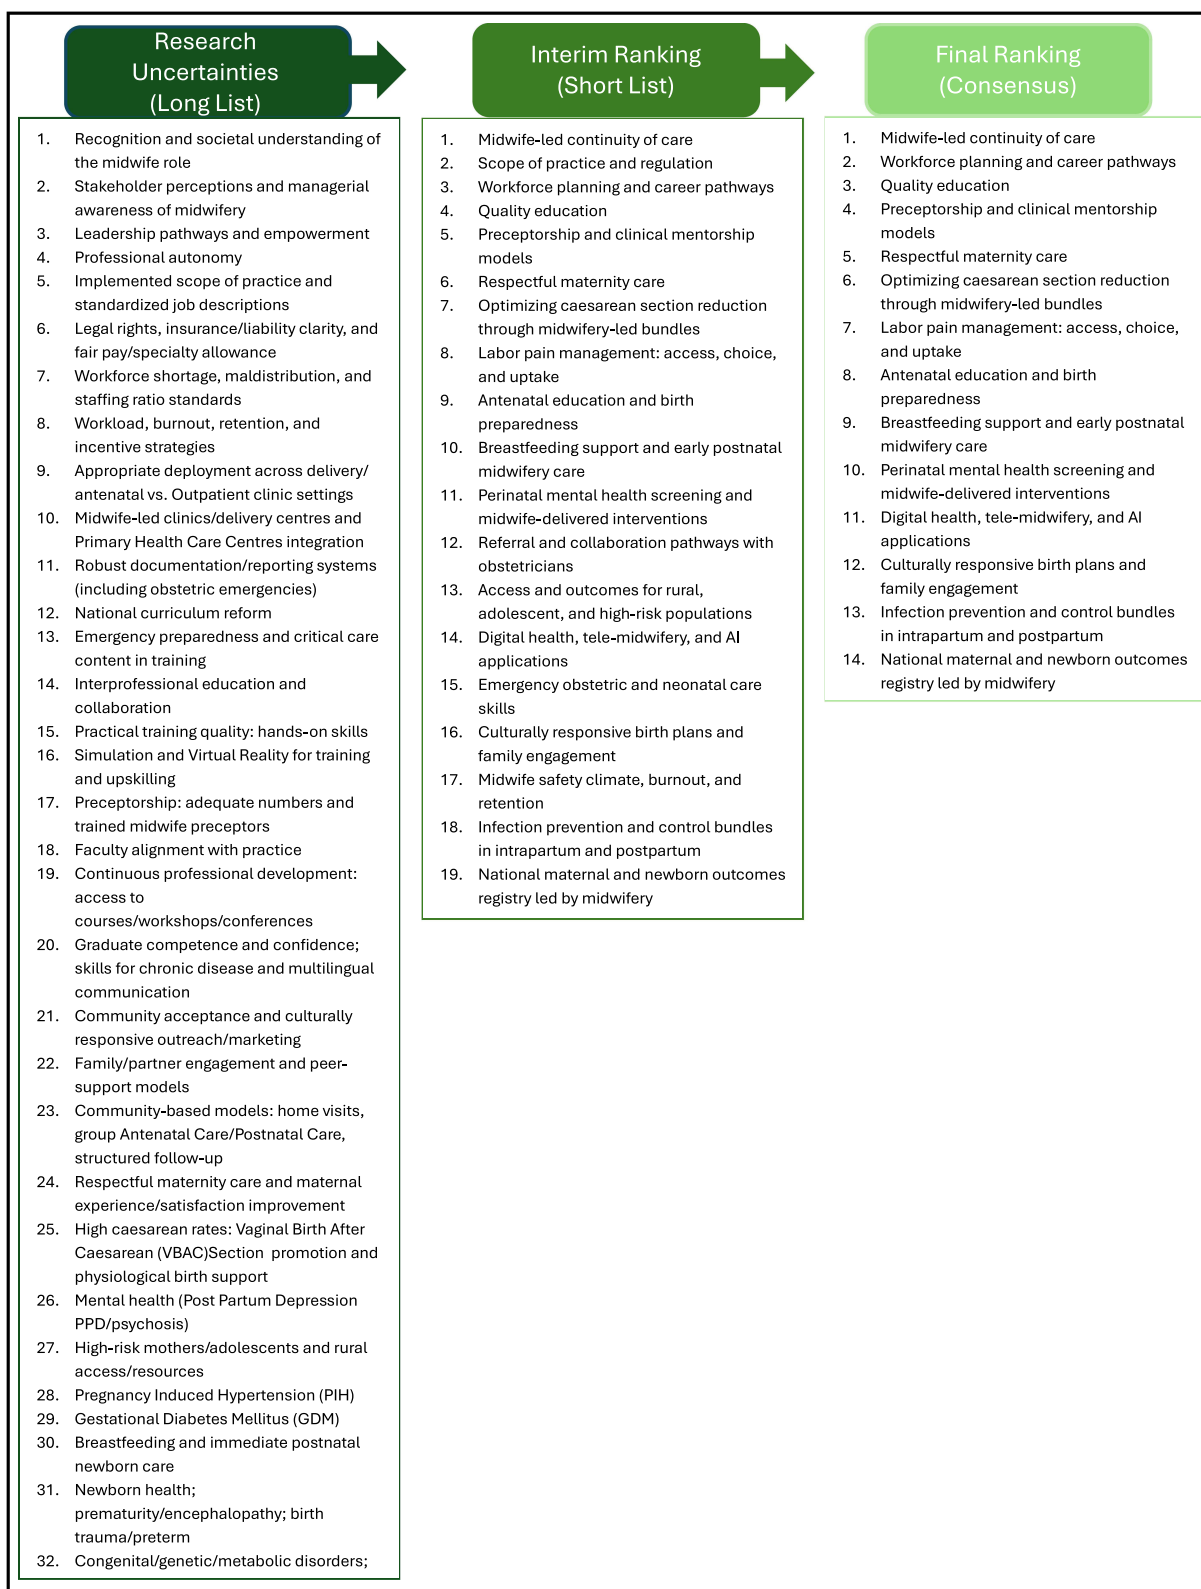 Research
Uncertainties
(Long List)
1. Recognition and societal understanding of
the midwife role
2. Stakeholder perceptions and managerial
awareness of midwifery
3. Leadership pathways and empowerment
4. Professional autonomy
5. Implemented scope of practice and
standardized job descriptions
6. Legal rights, insurance/liability clarity, and
fair pay/specialty allowance
7. Workforce shortage, maldistribution, and
staffing ratio standards
8. Workload, burnout, retention, and
incentive strategies
9. Appropriate deployment across delivery/
antenatal vs. Outpatient clinic settings
10. Midwife-led clinics/delivery centres and
Primary Health Care Centres integration
11. Robust documentation/reporting systems
(including obstetric emergencies)
12. National curriculum reform
13. Emergency preparedness and critical care
content in training
14. Interprofessional education and
collaboration
15. Practical training quality: hands-on skills
16. Simulation and Virtual Reality for training
and upskilling
17. Preceptorship: adequate numbers and
trained midwife preceptors
18. Faculty alignment with practice
19. Continuous professional development:
access to
courses/workshops/conferences
20. Graduate competence and confidence;
skills for chronic disease and multilingual
communication
21. Community acceptance and culturally
responsive outreach/marketing
22. Family/partner engagement and peer-
support models
23. Community-based models: home visits,
group Antenatal Care/Postnatal Care,
structured follow-up
24. Respectful maternity care and maternal
experience/satisfaction improvement
25. High caesarean rates: Vaginal Birth After
Caesarean (VBAC)Section promotion and
physiological birth support
26. Mental health (Post Partum Depression
PPD/psychosis)
27. High-risk mothers/adolescents and rural
access/resources
28. Pregnancy Induced Hypertension (PIH)
29. Gestational Diabetes Mellitus (GDM)
30. Breastfeeding and immediate postnatal
newborn care
31. Newborn health;
prematurity/encephalopathy; birth
trauma/preterm
32. Congenital/genetic/metabolic disorders;
Interim Ranking
(Short List)
1. Midwife-led continuity of care
2. Scope of practice and regulation
3. Workforce planning and career pathways
4. Quality education
5. Preceptorship and clinical mentorship
models
6. Respectful maternity care
7. Optimizing caesarean section reduction
through midwifery-led bundles
8. Labor pain management: access, choice,
and uptake
9. Antenatal education and birth
preparedness
10. Breastfeeding support and early postnatal
midwifery care
11. Perinatal mental health screening and
midwife-delivered interventions
12. Referral and collaboration pathways with
obstetricians
13. Access and outcomes for rural,
adolescent, and high-risk populations
14. Digital health, tele-midwifery, and AI
applications
15. Emergency obstetric and neonatal care
skills
16. Culturally responsive birth plans and
family engagement
17. Midwife safety climate, burnout, and
retention
18. Infection prevention and control bundles
in intrapartum and postpartum
19. National maternal and newborn outcomes
registry led by midwifery
Final Ranking
(Consensus)
1. Midwife-led continuity of care
2. Workforce planning and career pathways
3. Quality education
4. Preceptorship and clinical mentorship
models
5. Respectful maternity care
6. Optimizing caesarean section reduction
through midwifery-led bundles
7. Labor pain management: access, choice,
and uptake
8. Antenatal education and birth
preparedness
9. Breastfeeding support and early postnatal
midwifery care
10. Perinatal mental health screening and
midwife-delivered interventions
11. Digital health, tele-midwifery, and AI
applications
12. Culturally responsive birth plans and
family engagement
13. Infection prevention and control bundles
in intrapartum and postpartum
14. National maternal and newborn outcomes
registry led by midwifery